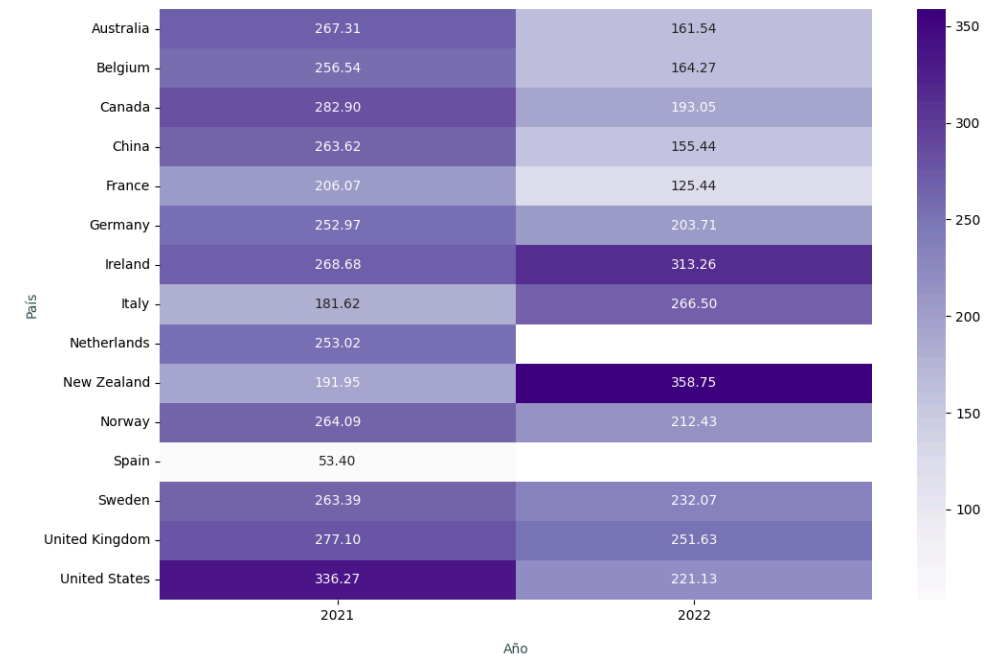 Australia 267.31 161.54 350
Belgium 256.54 164.27
Canada 282.90 193.05 300
China 263.62 155.44
France 206.07 125.44
Germany 252.97 203.71 250
Ireland 268.68 313.26
País
Italy 181.62 266.50 200
Netherlands 253.02
New Zealand 191.95 358.75
Norway 264.09 212.43 150
Spain 53.40
Sweden 263.39 232.07 100
United Kingdom 277.10 251.63
United States 336.27 221.13
2021 2022
Año